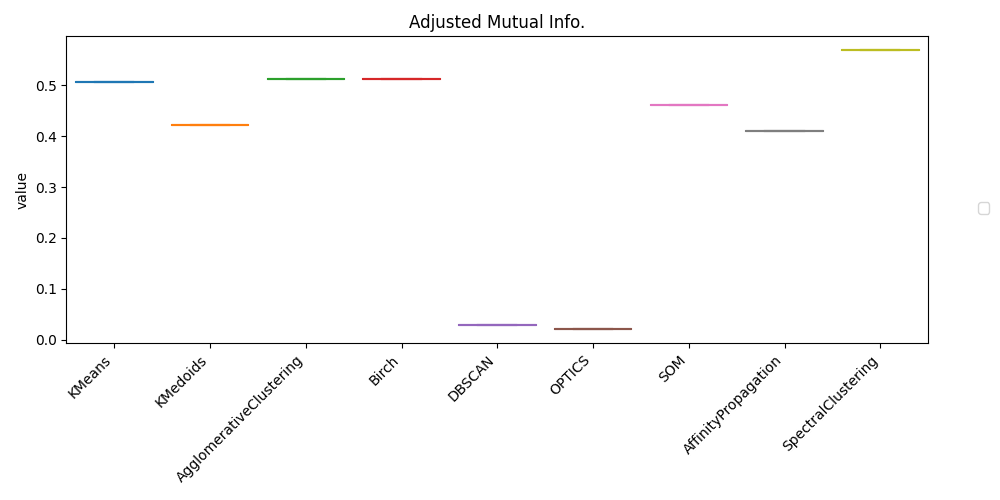 Adjusted Mutual Info.
value
0.5
0.4
0.3
0.2
0.1
0.0
KMeans
KMedoids
AgglomerativeClustering
Birch
DBSCAN
OPTICS
SOM
AffinityPropagation
SpectralClustering